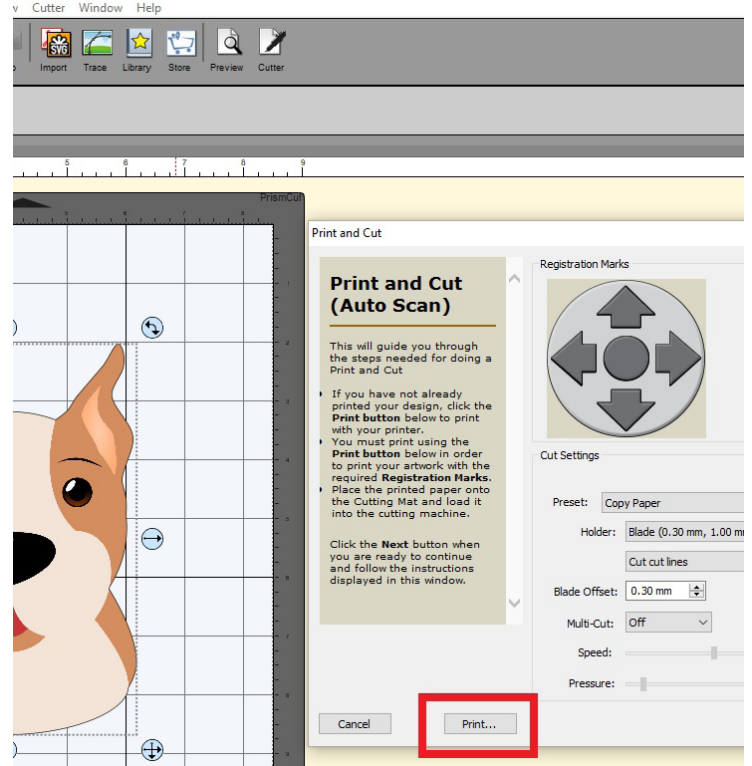 Cutter Window Help
SVG
Import Trace Library Store Preview Cutter
5 6 7 8 9
PrismCut
Print and Cut
Print and Cut
(Auto Scan)
This will guide you through
the steps needed for doing a
Print and Cut
If you have not already
printed your design, click the
Print button below to print
with your printer.
You must print using the
Print button below in order
to print your artwork with the
required Registration Marks.
Place the printed paper onto
the Cutting Mat and load it
into the cutting machine.
Click the Next button when
you are ready to continue
and follow the instructions
displayed in this window.
Cancel
Print...
Registration Marks
Cut Settings
Preset: Copy Paper
Holder: Blade (0.30 mm, 1.00 mm
Cut cut lines
Blade Offset: 0.30 mm
Multi-Cut: Off
Speed:
Pressure: